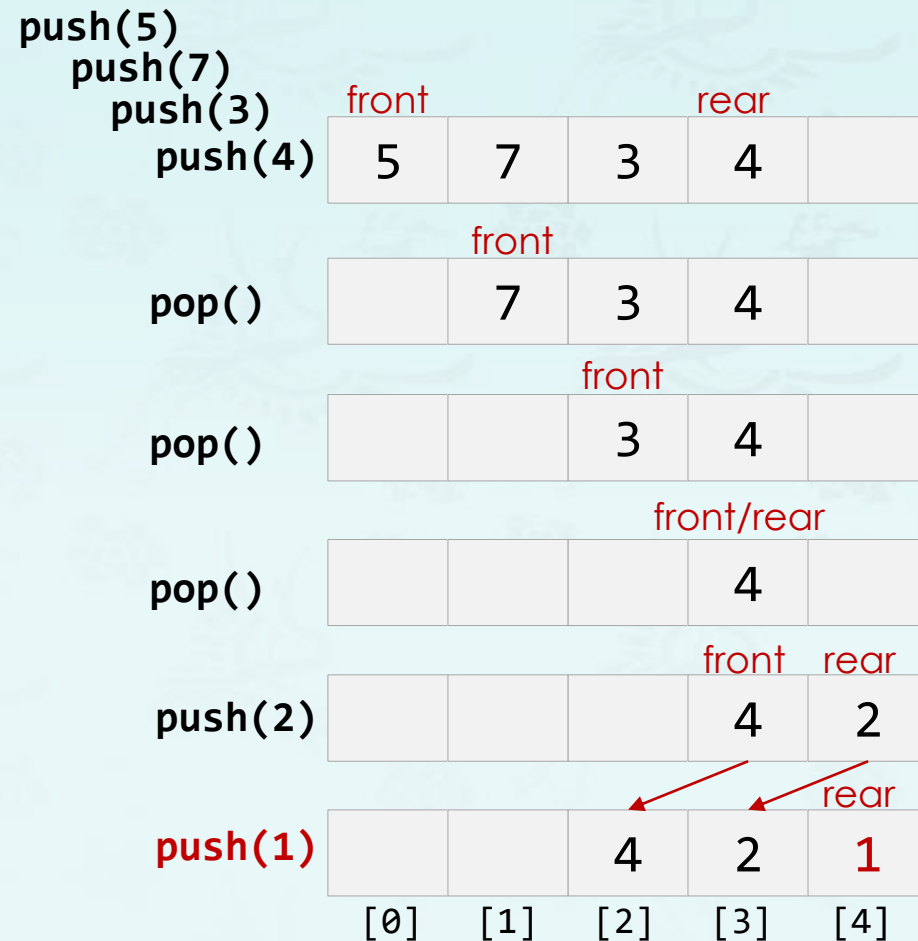 push(5)
push(7)
push(3) front rear
push(4) 5 7 3 4
front
pop() 7 3 4
front
pop() 3 4
front/rear
pop() 4
front rear
push(2) 4 2
rear
push(1) 4 2 1
[0] [1] [2] [3] [4]